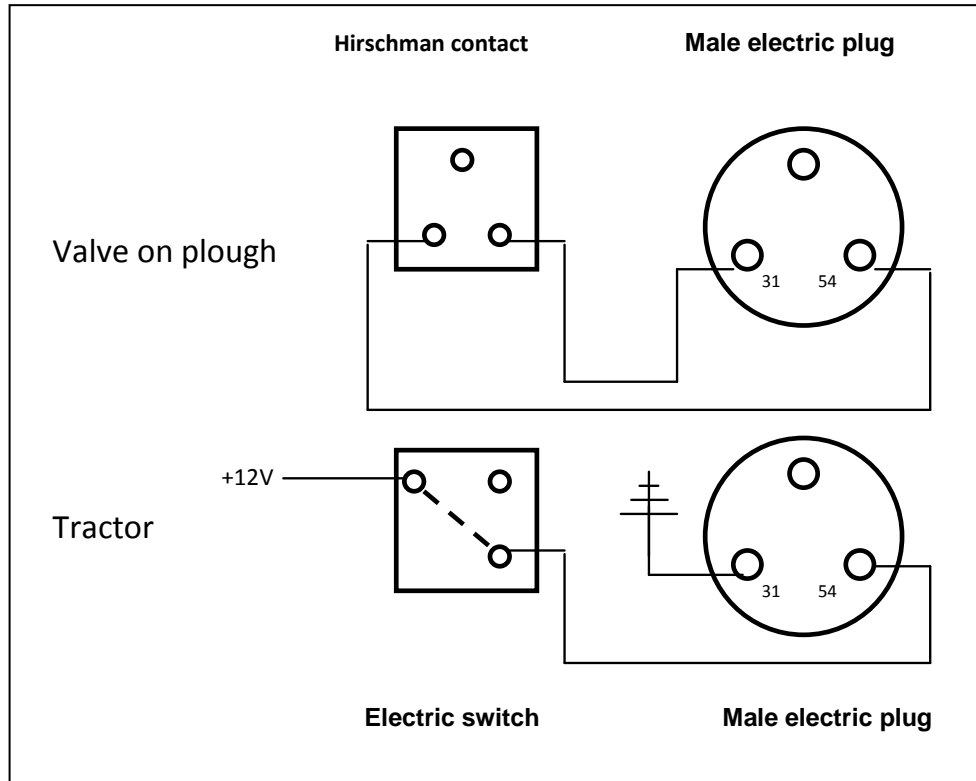 Hirschman contact
Male electric plug
Valve on plough
31
54
+12V
Tractor
31
54
Electric switch
Male electric plug